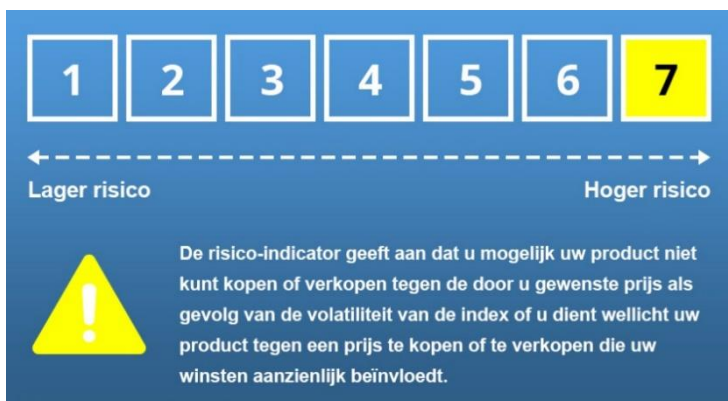 1 2 3 4 5 6 7
Lager risico Hoger risico
De risico-indicator geeft aan dat u mogelijk uw product niet
kunt kopen of verkopen tegen de door u gewenste prijs als
gevolg van de volatiliteit van de index of u dient wellicht uw
product tegen een prijs te kopen of te verkopen die uw
winsten aanzienlijk beïnvloedt.